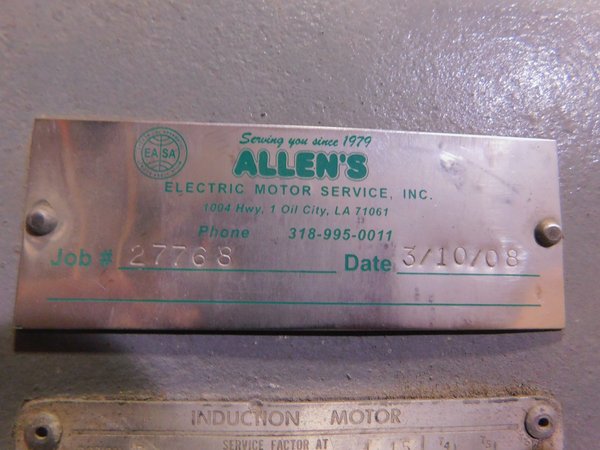 Serving you since 1979
EASA
ALLEN'S
ELECTRIC MOTOR SERVICE, INC.
1004 Hwy. 1 Oil City, LA 71061
Phone 318-995-0011
Job # 27768 Date 3/10/08
INDUCTION MOTOR
SERVICE FACTOR AT